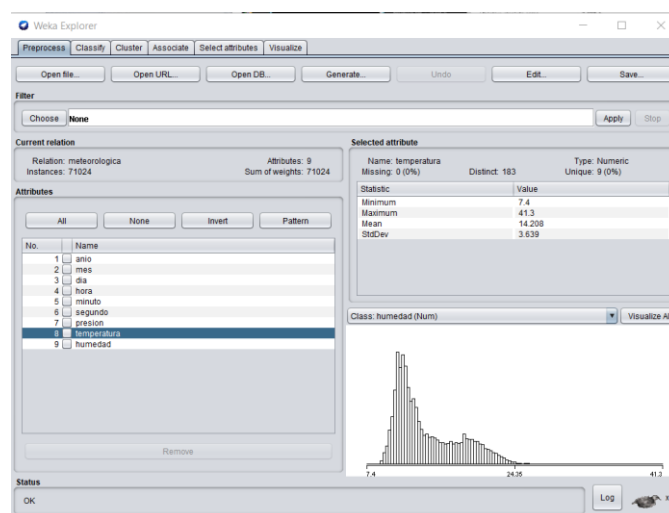 Weka Explorer
Preprocess Classify Cluster Associate Select attributes Visualize
Open file... Open URL... Open DB... Generate... Undo Edit... Save...
Filter
Choose None Apply Stop
Current relation
Relation: meteorologica Attributes: 9
Instances: 71024 Sum of weights: 71024
Attributes
All None Invert Pattern
No. Name
1 anio
2 mes
3 dia
4 hora
5 minuto
6 segundo
7 presion
8 temperatura
9 humedad
Remove
Selected attribute
Name: temperatura Type: Numeric
Missing: 0 (0%) Distinct: 183 Unique: 9 (0%)
Statistic Value
Minimum 7.4
Maximum 41.3
Mean 14.208
StdDev 3.639
Class: humedad (Num) Visualize Al
7.4 24.35 41.3
Status
OK Log x